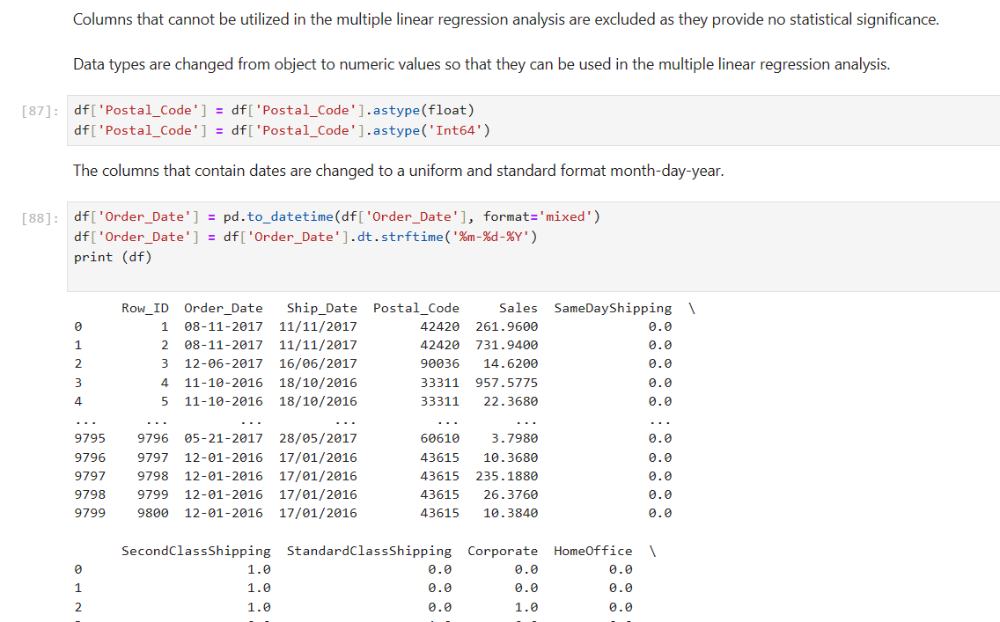 Columns that cannot be utilized in the multiple linear regression analysis are excluded as they provide no statistical significance.
Data types are changed from object to numeric values so that they can be used in the multiple linear regression analysis.
[87]: df['Postal_Code'] = df['Postal_Code'].astype(float)
df['Postal_Code'] = df['Postal_Code'].astype('Int64')
The columns that contain dates are changed to a uniform and standard format month-day-year.
[88]: df['Order_Date'] = pd.to_datetime(df['Order_Date'], format='mixed')
df['Order_Date'] = df['Order_Date'].dt.strftime('%m-%d-%Y')
print (df)
Row_ID Order_Date Ship_Date Postal_Code Sales SameDayShipping \
0 1 08-11-2017 11/11/2017 42420 261.9600 0.0
1 2 08-11-2017 11/11/2017 42420 731.9400 0.0
2 3 12-06-2017 16/06/2017 90036 14.6200 0.0
3 4 11-10-2016 18/10/2016 33311 957.5775 0.0
4 5 11-10-2016 18/10/2016 33311 22.3680 0.0
... ... ... ... ... ... ...
9795 9796 05-21-2017 28/05/2017 60610 3.7980 0.0
9796 9797 12-01-2016 17/01/2016 43615 10.3680 0.0
9797 9798 12-01-2016 17/01/2016 43615 235.1880 0.0
9798 9799 12-01-2016 17/01/2016 43615 26.3760 0.0
9799 9800 12-01-2016 17/01/2016 43615 10.3840 0.0
SecondClassShipping StandardClassShipping Corporate HomeOffice \
0 1.0 0.0 0.0 0.0
1 1.0 0.0 0.0 0.0
2 1.0 0.0 1.0 0.0